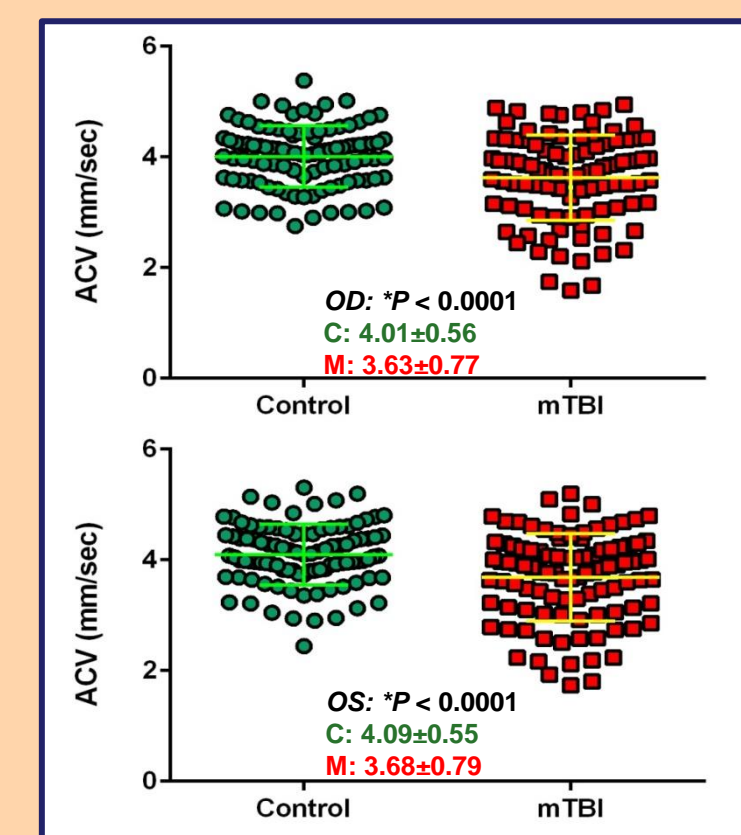 6
4
2
0
ACV (mm/sec)
OD: *P < 0.0001
C: 4.01±0.56
M: 3.63±0.77
Control mTBI
6
4
2
0
ACV (mm/sec)
OS: *P < 0.0001
C: 4.09±0.55
M: 3.68±0.79
Control mTBI